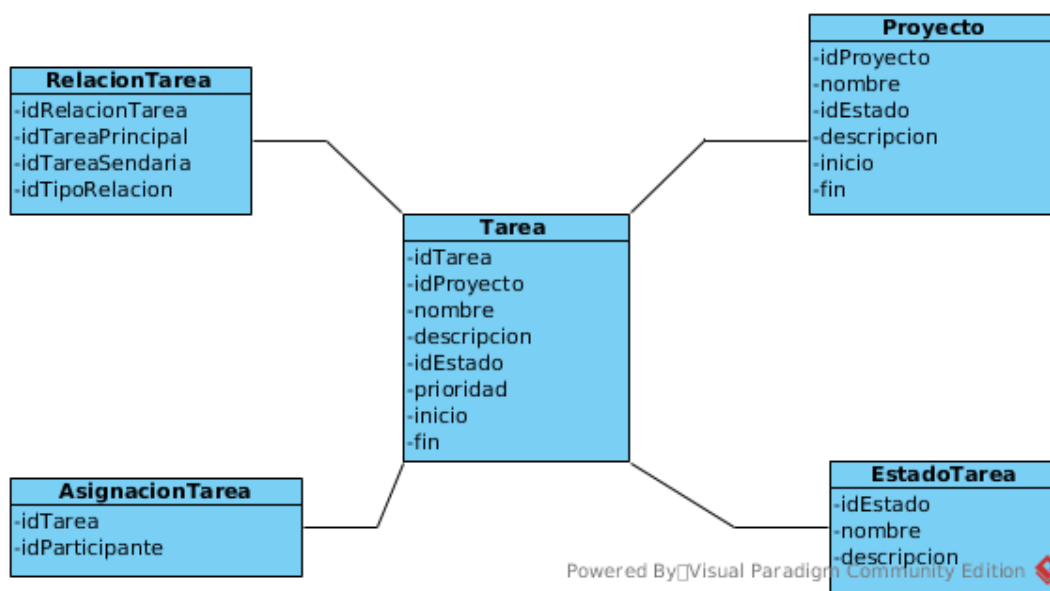 RelacionTarea
-idRelacionTarea
-idTareaPrincipal
-idTareaSendaria
-idTipoRelacion
Proyecto
-idProyecto
-nombre
-idEstado
-descripcion
-inicio
-fin
Tarea
-idTarea
-idProyecto
-nombre
-descripcion
-idEstado
-prioridad
-inicio
-fin
AsignacionTarea
-idTarea
-idParticipante
EstadoTarea
-idEstado
-nombre
-descripcion
Powered By Visual Paradigm Community Edition